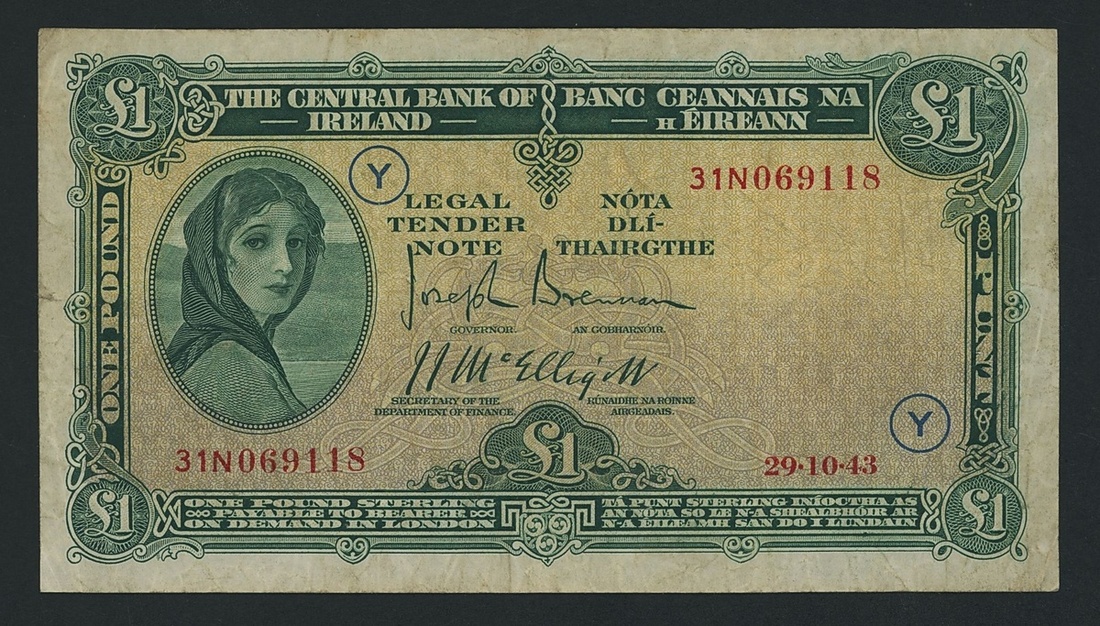 £1
£1
THE CENTRAL BANK OF
IRELAND
BANC CEANNAIS NA
H ÉIREANN
Y
31N069118
LEGAL
TENDER
NOTE
NÓTA
DLÍ-
THAIRGTHE
ONE POUND
PUNT
Joseph Brennan
GOVERNOR.
AN GOBHARNÓIR.
J J McElligott
SECRETARY OF THE
DEPARTMENT OF FINANCE.
RÚNAIDHE NA ROINNE
AIRGEADAIS.
Y
31N069118
£1
29·10·43
£1
£1
ONE POUND STERLING
PAYABLE TO BEARER
ON DEMAND IN LONDON
TÁ PUNT STERLING INÍOCTHA AS
AN NÓTA SO LE N-A SHEALBHÓIR AR
N-A ÉILEAMH SAN DO I LUNDAIN